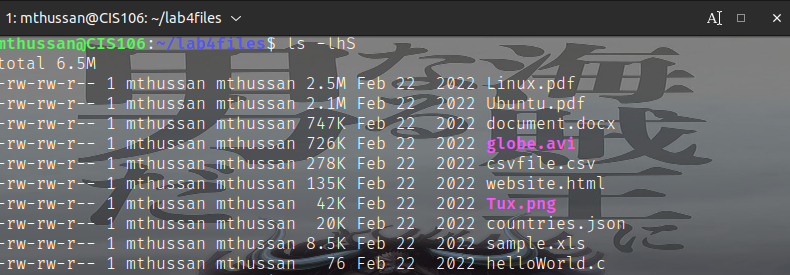 1: mthussan@CIS106: ~/lab4files
mthussan@CIS106:~/lab4files$ ls -lhS
total 6.5M
-rw-rw-r-- 1 mthussan mthussan 2.5M Feb 22  2022 Linux.pdf
-rw-rw-r-- 1 mthussan mthussan 2.1M Feb 22  2022 Ubuntu.pdf
-rw-rw-r-- 1 mthussan mthussan 747K Feb 22  2022 document.docx
-rw-rw-r-- 1 mthussan mthussan 726K Feb 22  2022 globe.avi
-rw-rw-r-- 1 mthussan mthussan 278K Feb 22  2022 csvfile.csv
-rw-rw-r-- 1 mthussan mthussan 135K Feb 22  2022 website.html
-rw-rw-r-- 1 mthussan mthussan  42K Feb 22  2022 Tux.png
-rw-rw-r-- 1 mthussan mthussan  20K Feb 22  2022 countries.json
-rw-rw-r-- 1 mthussan mthussan 8.5K Feb 22  2022 sample.xls
-rw-rw-r-- 1 mthussan mthussan   76 Feb 22  2022 helloWorld.c